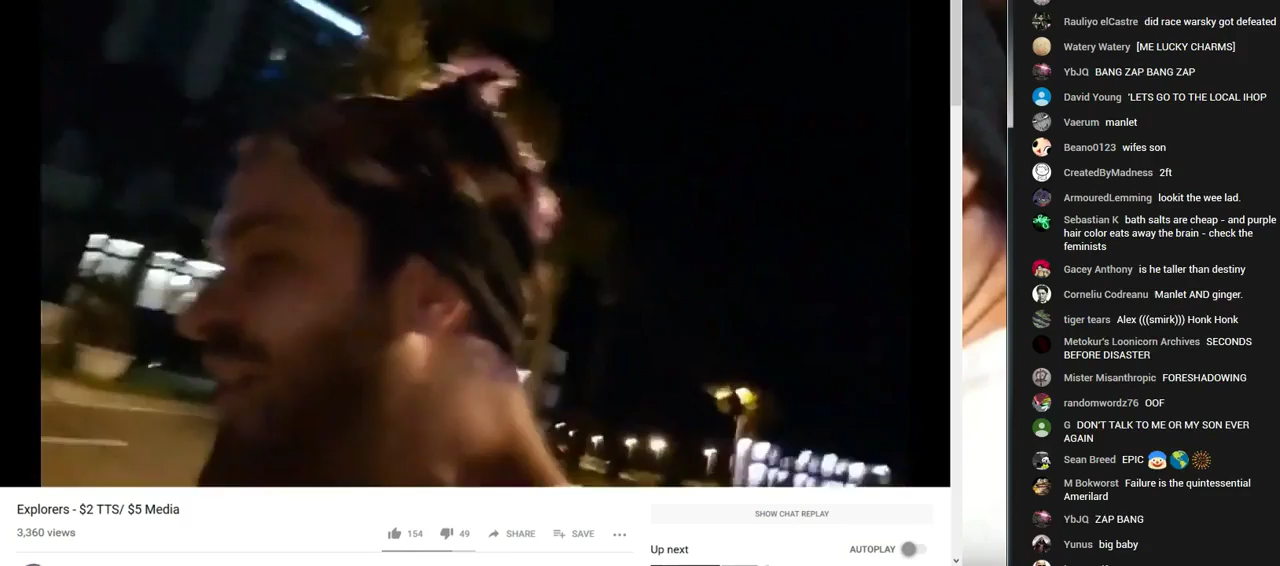 Explorers - $2 TTS/ $5 Media
3,360 views
154
49
SHARE
SAVE
SHOW CHAT REPLAY
Up next
AUTOPLAY
Rauliyo elCastre did race warsky got defeated
Watery Watery [ME LUCKY CHARMS]
YbJQ BANG ZAP BANG ZAP
David Young 'LETS GO TO THE LOCAL IHOP
Vaerum manlet
Beano0123 wifes son
CreatedByMadness 2ft
ArmouredLemming lookit the wee lad.
Sebastian K bath salts are cheap - and purple
hair color eats away the brain - check the
feminists
Gacey Anthony is he taller than destiny
Corneliu Codreanu Manlet AND ginger.
tiger tears Alex (((smirk))) Honk Honk
Metokur's Loonicorn Archives SECONDS
BEFORE DISASTER
Mister Misanthropic FORESHADOWING
randomwordz76 OOF
G DON'T TALK TO ME OR MY SON EVER
AGAIN
Sean Breed EPIC 🤡 🌎 🎆
M Bokworst Failure is the quintessential
Amerilard
YbJQ ZAP BANG
Yunus big baby